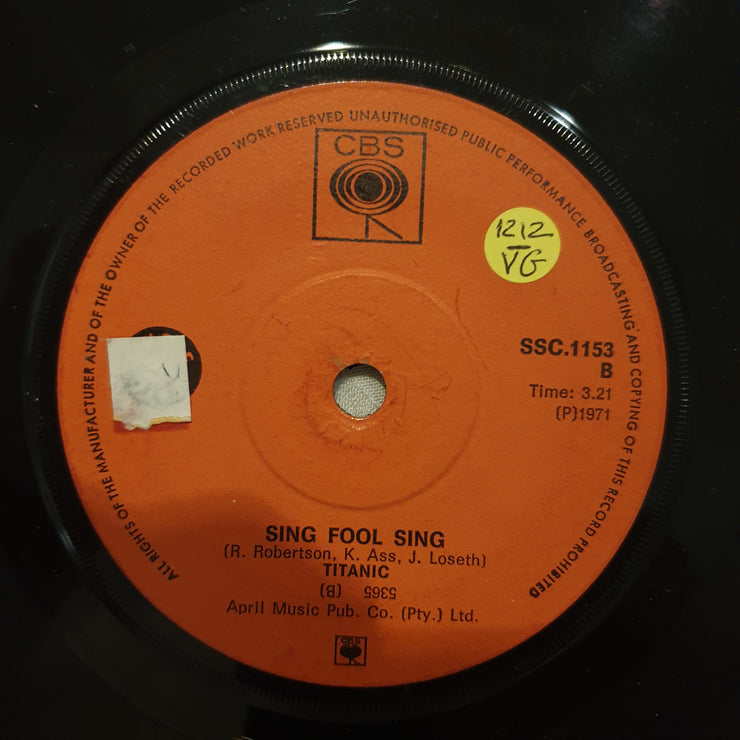 ALL RIGHTS OF THE MANUFACTURER AND OF THE OWNER OF THE RECORDED WORK RESERVED UNAUTHORISED PUBLIC PERFORMANCE BROADCASTING AND COPYING OF THIS RECORD PROHIBITED
CBS
1212
VG
SSC.1153
B
Time: 3.21
(P)1971
SING FOOL SING
(R. Robertson, K. Ass, J. Loseth)
TITANIC
(B) 5365
April Music Pub. Co. (Pty.) Ltd.
CBS